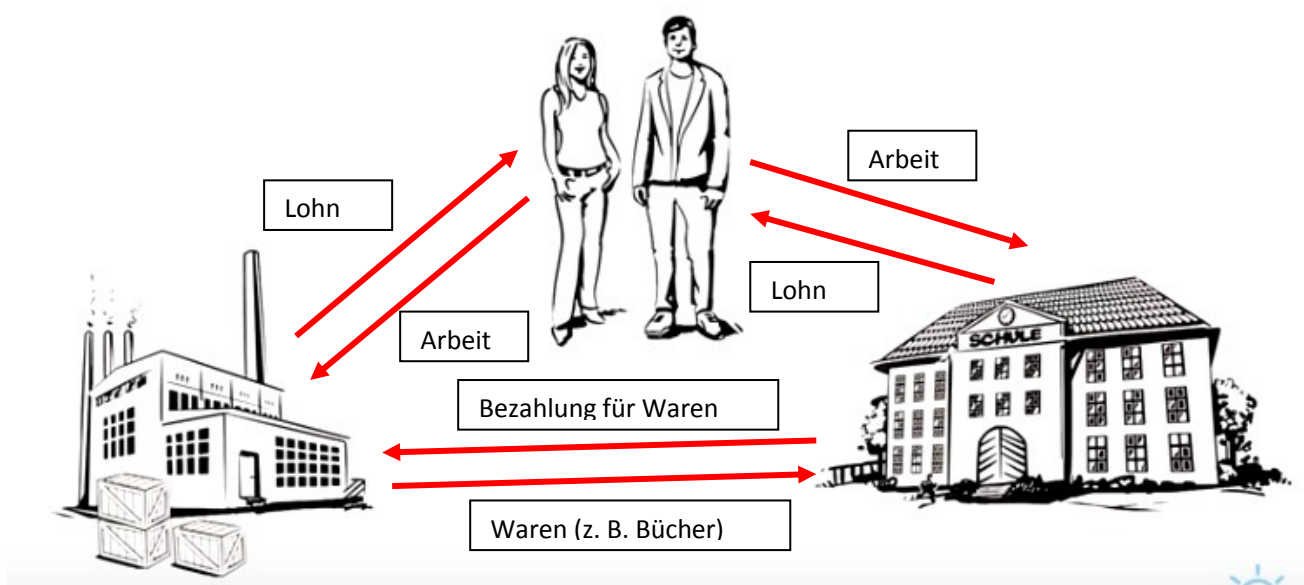 Arbeit
Lohn
Lohn
SCHULE
Arbeit
Bezahlung für Waren
Waren (z. B. Bücher)